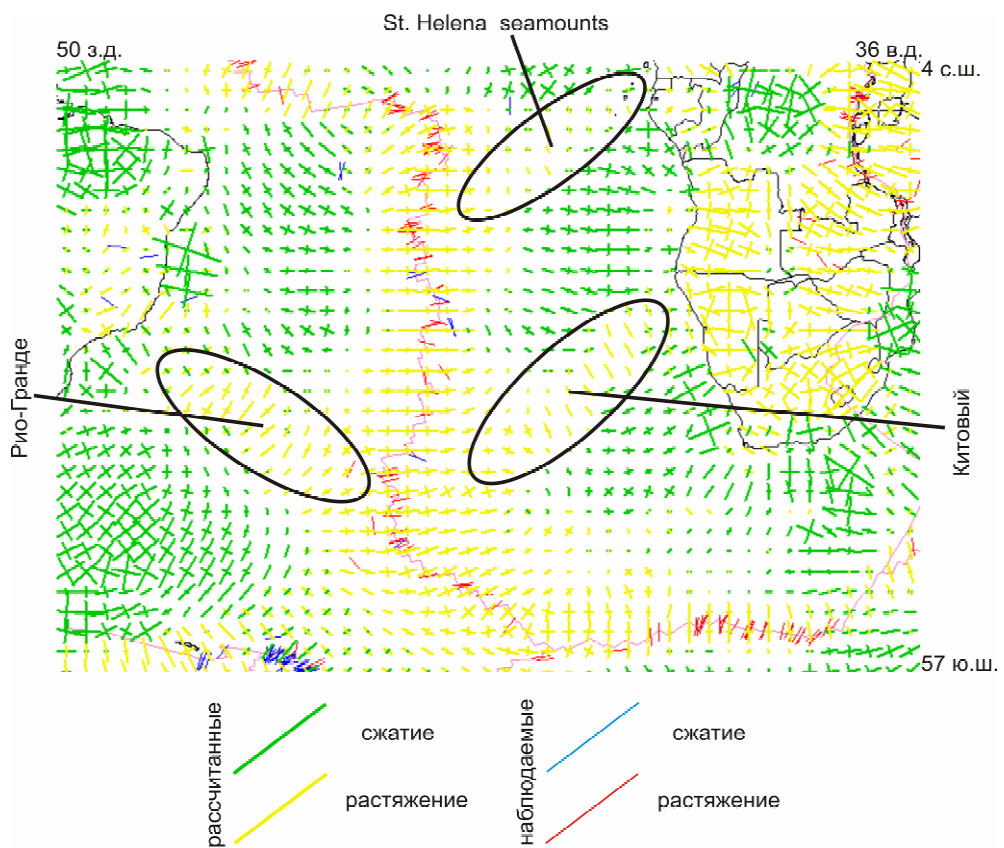 St. Helena seamounts
50 з.д.
36 в.д.
4 с.ш.
Рио-Гранде
Китовый
57 ю.ш.
рассчитанные
сжатие
растяжение
наблюдаемые
сжатие
растяжение